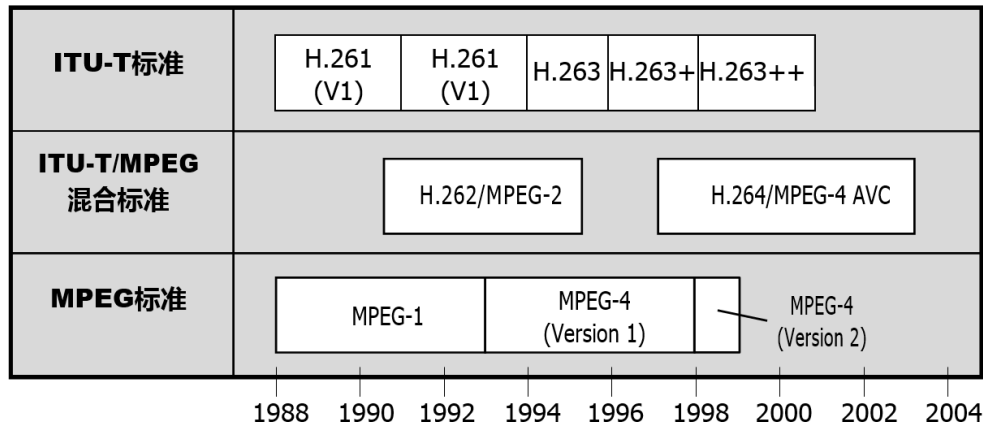 ITU-T标准
H.261
(V1)
H.261
(V1)
H.263
H.263+
H.263++
ITU-T/MPEG
混合标准
H.262/MPEG-2
H.264/MPEG-4 AVC
MPEG标准
MPEG-1
MPEG-4
(Version 1)
MPEG-4
(Version 2)
1988 1990 1992 1994 1996 1998 2000 2002 2004